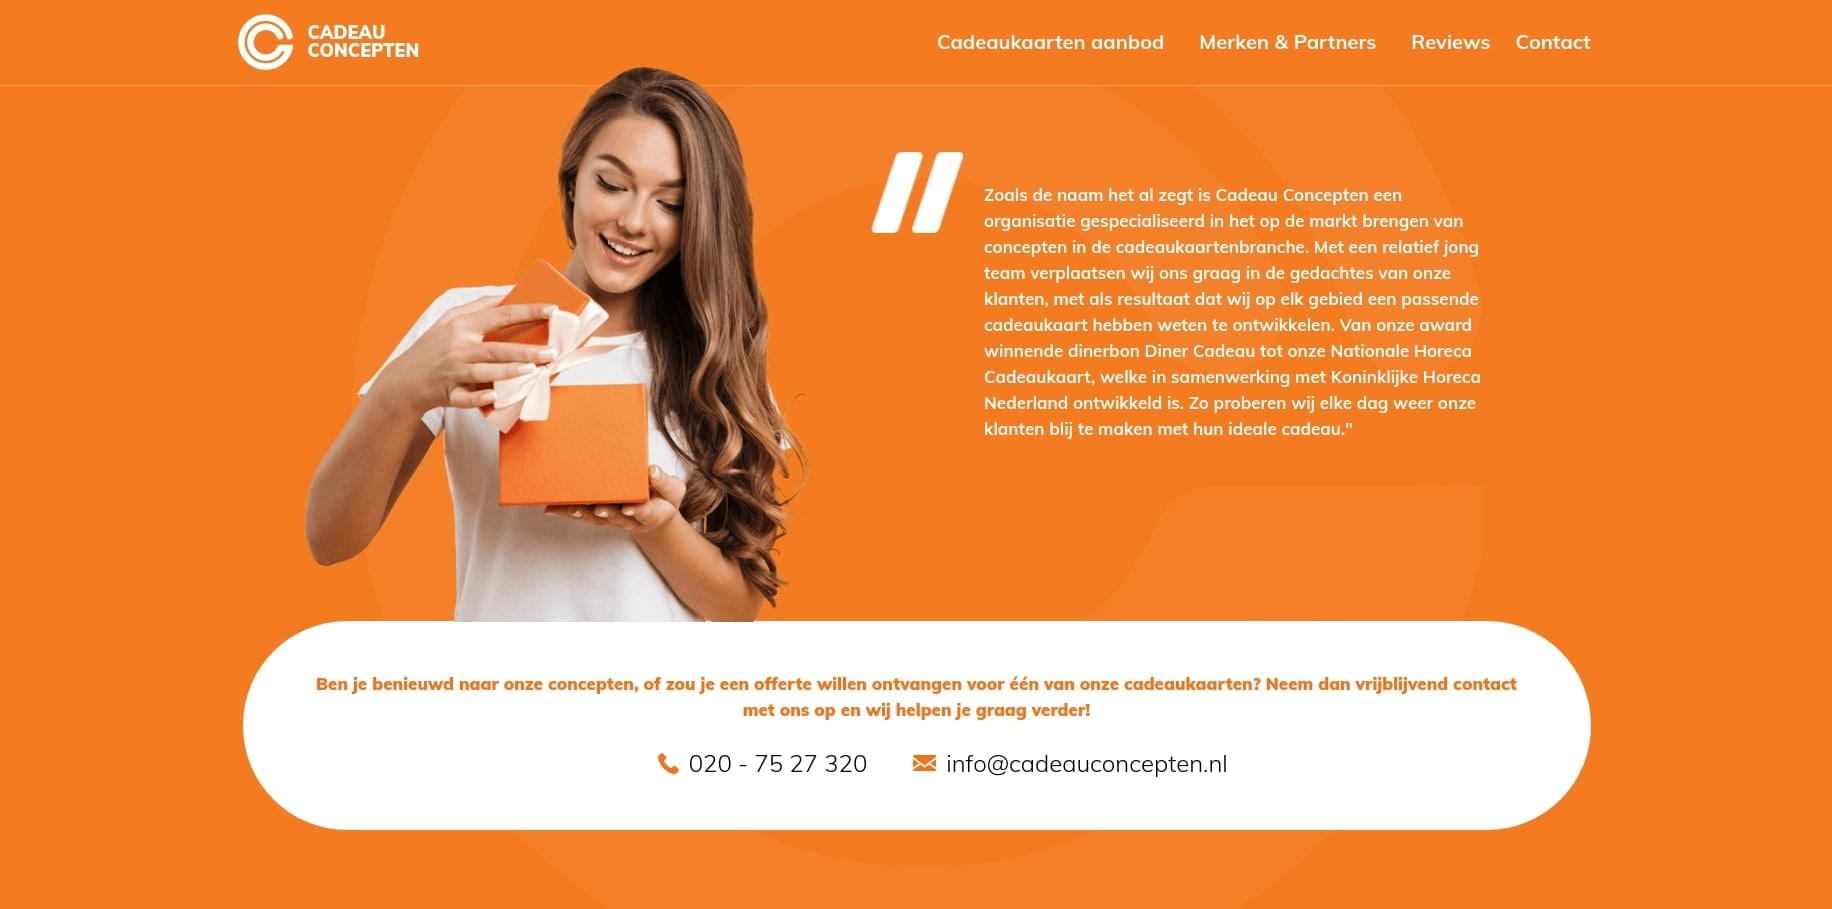 CADEAU
CONCEPTEN
Cadeaukaarten aanbod
Merken & Partners
Reviews
Contact
Zoals de naam het al zegt is Cadeau Concepten een
organisatie gespecialiseerd in het op de markt brengen van
concepten in de cadeaukaartenbranche. Met een relatief jong
team verplaatsen wij ons graag in de gedachtes van onze
klanten, met als resultaat dat wij op elk gebied een passende
cadeaukaart hebben weten te ontwikkelen. Van onze award
winnende dinerbon Diner Cadeau tot onze Nationale Horeca
Cadeaukaart, welke in samenwerking met Koninklijke Horeca
Nederland ontwikkeld is. Zo proberen wij elke dag weer onze
klanten blij te maken met hun ideale cadeau."
Ben je benieuwd naar onze concepten, of zou je een offerte willen ontvangen voor één van onze cadeaukaarten? Neem dan vrijblijvend contact
met ons op en wij helpen je graag verder!
020 - 75 27 320
info@cadeauconcepten.nl